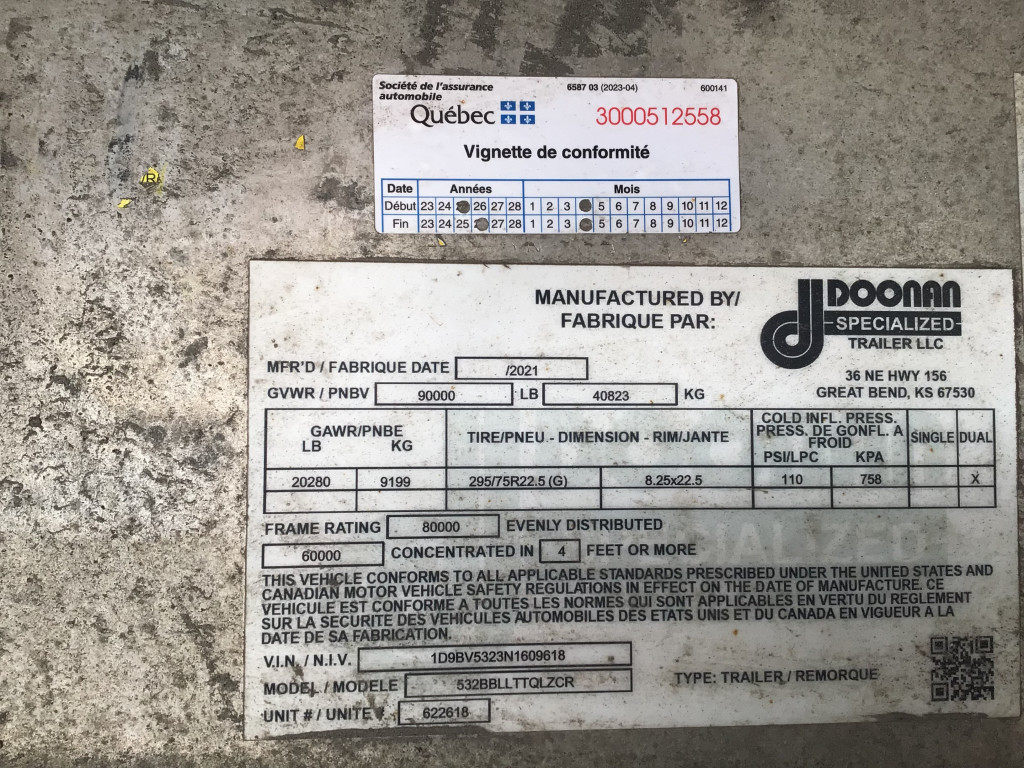 Société de l'assurance
automobile
Québec
6587 03 (2023-04)
600141
3000512558
Vignette de conformité
Date Années Mois
Début 23 24 26 27 28 1 2 3 5 6 7 8 9 10 11 12
Fin 23 24 25 27 28 1 2 3 5 6 7 8 9 10 11 12
MANUFACTURED BY/
FABRIQUE PAR:
d DOONAN
SPECIALIZED
TRAILER LLC
36 NE HWY 156
GREAT BEND, KS 67530
MFR'D / FABRIQUE DATE /2021
GVWR / PNBV 90000 LB 40823 KG
GAWR/PNBE
LB KG
TIRE/PNEU - DIMENSION - RIM/JANTE
COLD INFL. PRESS.
PRESS. DE GONFL. A
FROID
PSI/LPC KPA
SINGLE DUAL
20280 9199 295/75R22.5 (G) 8.25x22.5 110 758 X
FRAME RATING 80000 EVENLY DISTRIBUTED
60000 CONCENTRATED IN 4 FEET OR MORE
THIS VEHICLE CONFORMS TO ALL APPLICABLE STANDARDS PRESCRIBED UNDER THE UNITED STATES AND
CANADIAN MOTOR VEHICLE SAFETY REGULATIONS IN EFFECT ON THE DATE OF MANUFACTURE. CE
VEHICULE EST CONFORME A TOUTES LES NORMES QUI SONT APPLICABLES EN VERTU DU REGLEMENT
SUR LA SECURITE DES VEHICULES AUTOMOBILES DES ETATS UNIS ET DU CANADA EN VIGUEUR A LA
DATE DE SA FABRICATION.
V.I.N. / N.I.V. 1D9BV5323N1609618
MODEL / MODELE 532BBLLTTQLZCR
TYPE: TRAILER / REMORQUE
UNIT # / UNITE # 622618